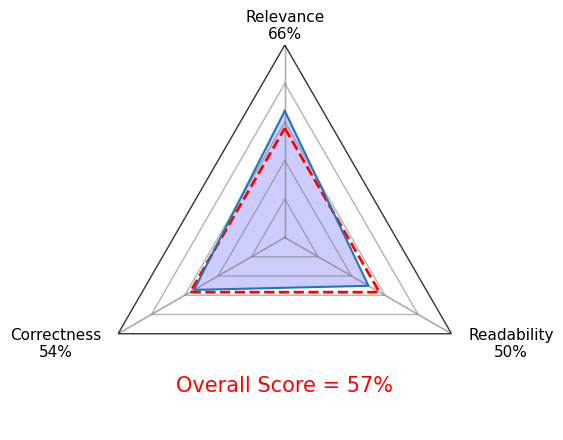 Relevance
66%
Correctness
54%
Readability
50%
Overall Score = 57%